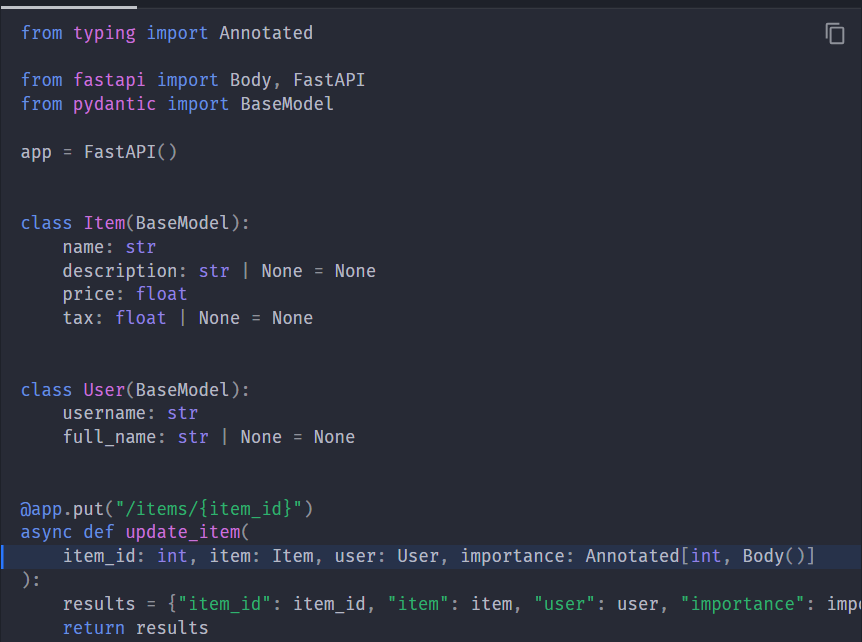 from typing import Annotated
from fastapi import Body, FastAPI
from pydantic import BaseModel
app = FastAPI()
class Item(BaseModel):
    name: str
    description: str | None = None
    price: float
    tax: float | None = None
class User(BaseModel):
    username: str
    full_name: str | None = None
@app.put("/items/{item_id}")
async def update_item(
    item_id: int, item: Item, user: User, importance: Annotated[int, Body()]
):
    results = {"item_id": item_id, "item": item, "user": user, "importance":
    return results